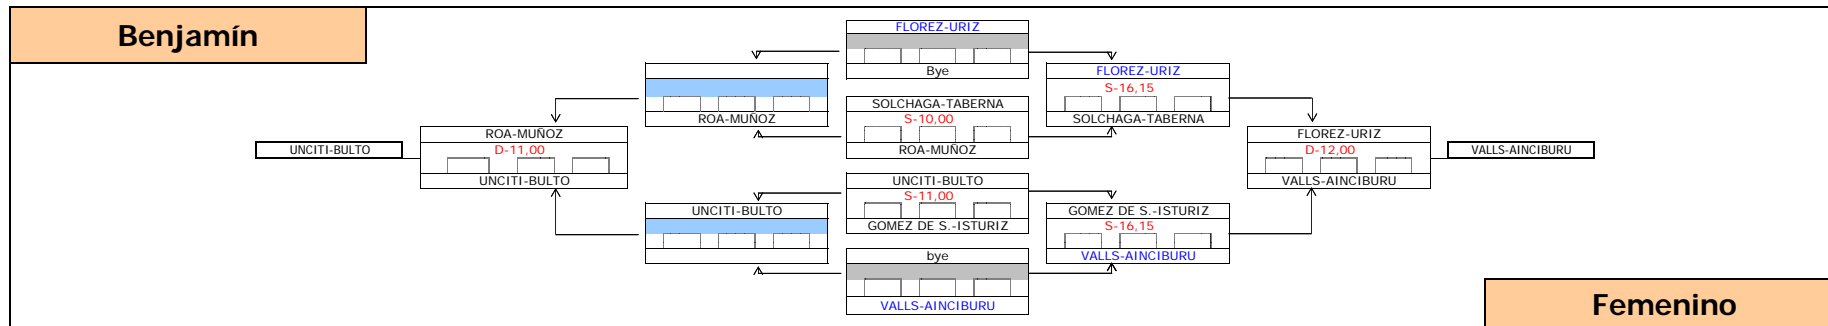 Benjamín
FLOREZ-URIZ
Bye
FLOREZ-URIZ
S-16,15
SOLCHAGA-TABERNA
SOLCHAGA-TABERNA
S-10,00
ROA-MUÑOZ
ROA-MUÑOZ
ROA-MUÑOZ
D-11,00
UNCITI-BULTO
UNCITI-BULTO
FLOREZ-URIZ
D-12,00
VALLS-AINCIBURU
VALLS-AINCIBURU
UNCITI-BULTO
S-11,00
GOMEZ DE S.-ISTURIZ
UNCITI-BULTO
GOMEZ DE S.-ISTURIZ
S-16,15
VALLS-AINCIBURU
bye
VALLS-AINCIBURU
Femenino